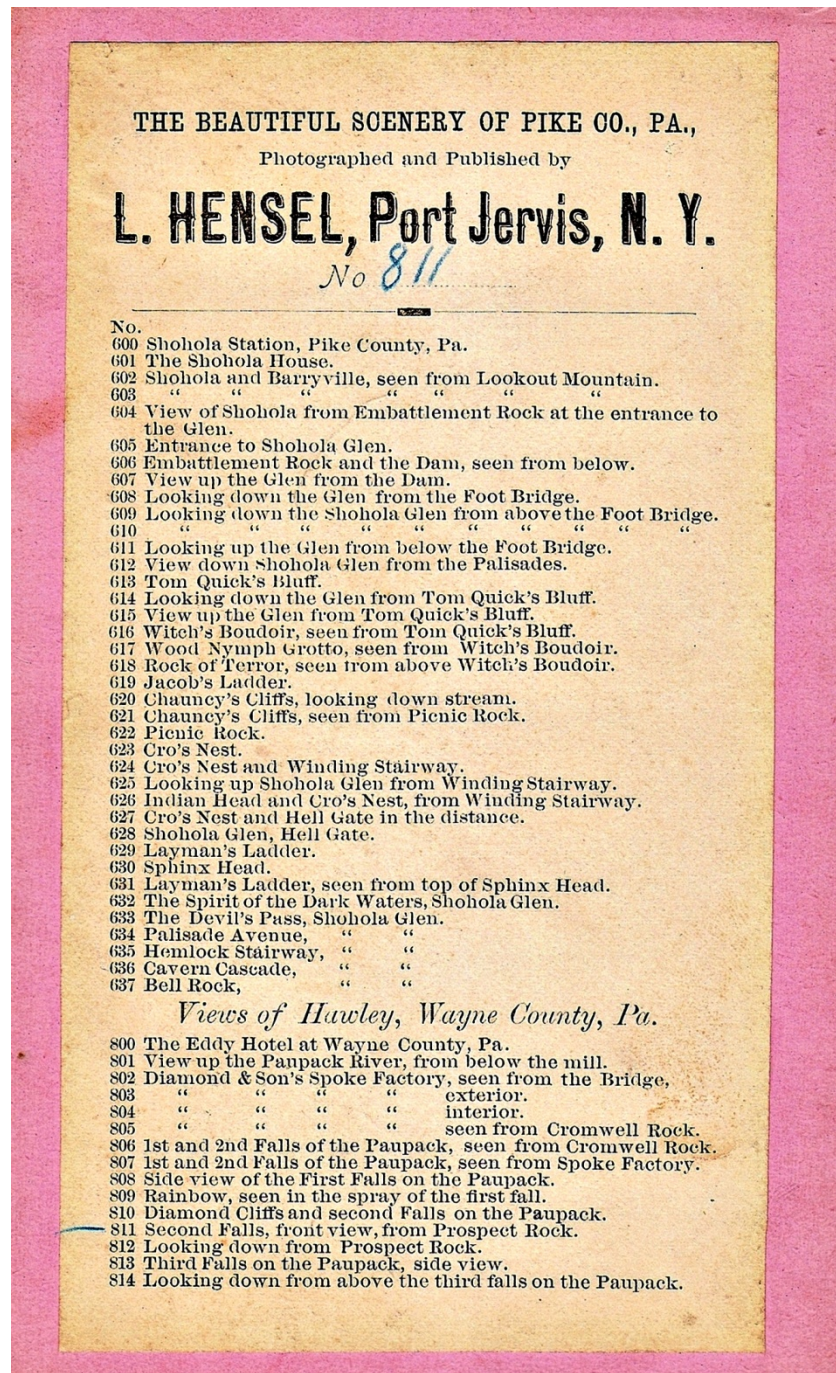 THE BEAUTIFUL SCENERY OF PIKE CO., PA.,
Photographed and Published by
L. HENSEL, Port Jervis, N. Y.
No 811
No.
600 Shohola Station, Pike County, Pa.
601 The Shohola House.
602 Shohola and Barryville, seen from Lookout Mountain.
603 “ “ “ “ “ “ “
604 View of Shohola from Embattlement Rock at the entrance to
the Glen.
605 Entrance to Shohola Glen.
606 Embattlement Rock and the Dam, seen from below.
607 View up the Glen from the Dam.
608 Looking down the Glen from the Foot Bridge.
609 Looking down the Shohola Glen from above the Foot Bridge.
610 “ “ “ “ “ “ “ “ “ “
611 Looking up the Glen from below the Foot Bridge.
612 View down Shohola Glen from the Palisades.
613 Tom Quick's Bluff.
614 Looking down the Glen from Tom Quick's Bluff.
615 View up the Glen from Tom Quick's Bluff.
616 Witch's Boudoir, seen from Tom Quick's Bluff.
617 Wood Nymph Grotto, seen from Witch's Boudoir.
618 Rock of Terror, seen from above Witch's Boudoir.
619 Jacob's Ladder.
620 Chauncy's Cliffs, looking down stream.
621 Chauncy's Cliffs, seen from Picnic Rock.
622 Picnic Rock.
623 Cro's Nest.
624 Cro's Nest and Winding Stairway.
625 Looking up Shohola Glen from Winding Stairway.
626 Indian Head and Cro's Nest, from Winding Stairway.
627 Cro's Nest and Hell Gate in the distance.
628 Shohola Glen, Hell Gate.
629 Layman's Ladder.
630 Sphinx Head.
631 Layman's Ladder, seen from top of Sphinx Head.
632 The Spirit of the Dark Waters, Shohola Glen.
633 The Devil's Pass, Shohola Glen.
634 Palisade Avenue, “ “
635 Hemlock Stairway, “ “
636 Cavern Cascade, “ “
637 Bell Rock, “ “
Views of Hawley, Wayne County, Pa.
800 The Eddy Hotel at Wayne County, Pa.
801 View up the Paupack River, from below the mill.
802 Diamond & Son's Spoke Factory, seen from the Bridge,
803 “ “ “ “ exterior.
804 “ “ “ “ interior.
805 “ “ “ “ seen from Cromwell Rock.
806 1st and 2nd Falls of the Paupack, seen from Cromwell Rock.
807 1st and 2nd Falls of the Paupack, seen from Spoke Factory.
808 Side view of the First Falls on the Paupack.
809 Rainbow, seen in the spray of the first fall.
810 Diamond Cliffs and second Falls on the Paupack.
811 Second Falls, front view, from Prospect Rock.
812 Looking down from Prospect Rock.
813 Third Falls on the Paupack, side view.
814 Looking down from above the third falls on the Paupack.